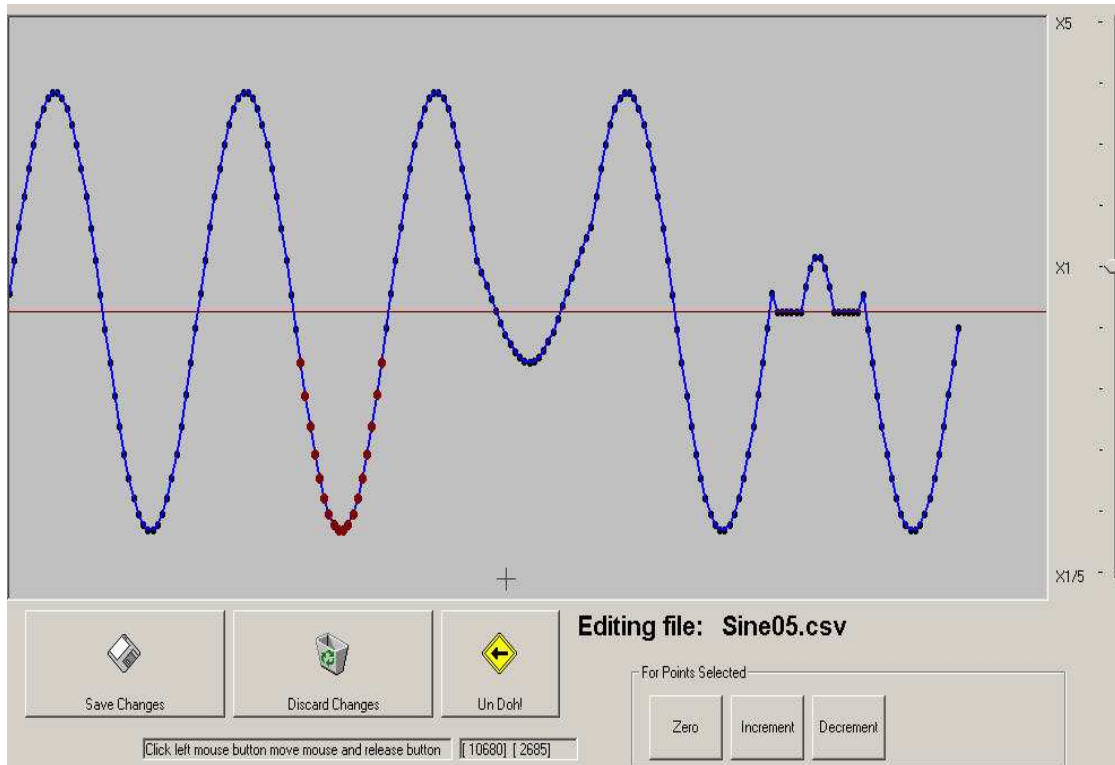 X5
X1
X1/5
Editing file: Sine05.csv
For Points Selected
Save Changes
Discard Changes
Un Doh!
Zero
Increment
Decrement
Click left mouse button move mouse and release button
[ 10680] [ 2685]